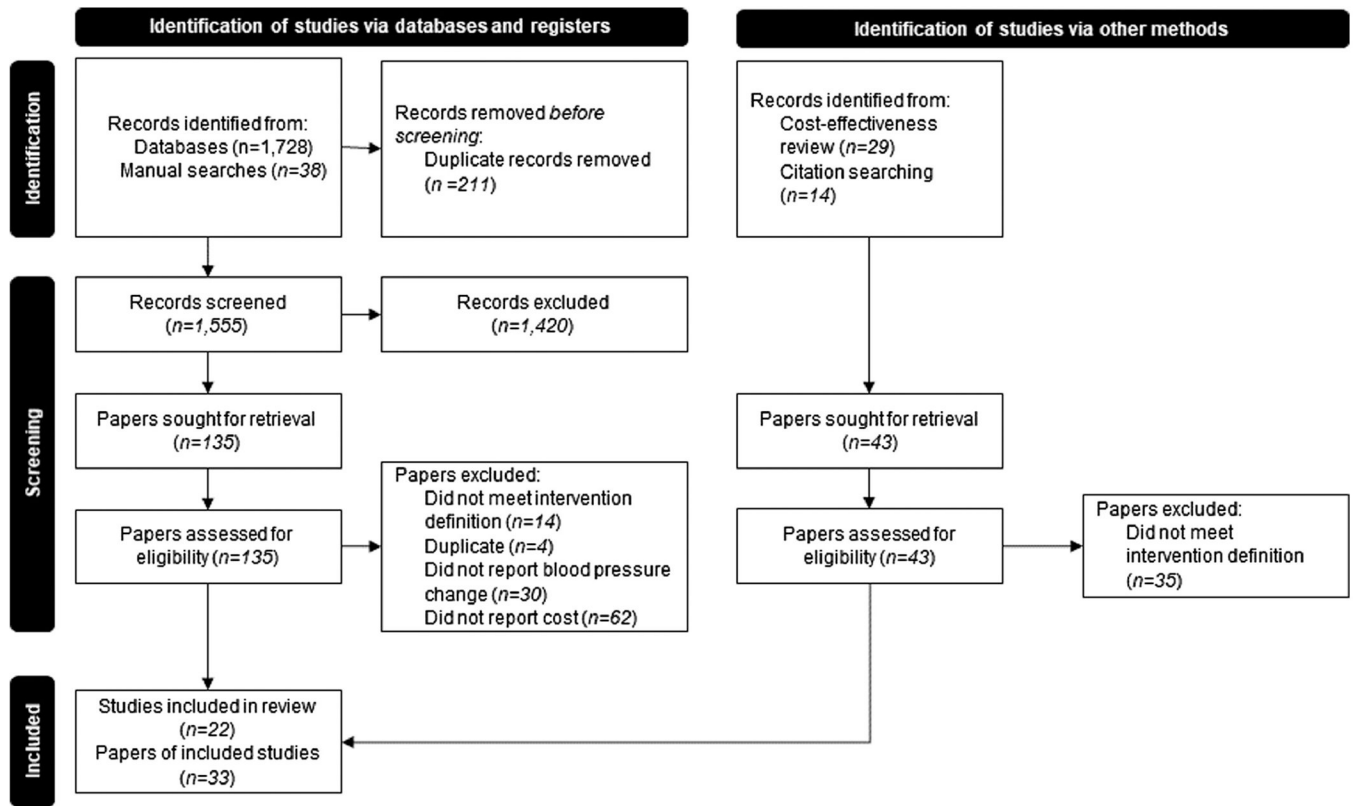 Identification of studies via databases and registers
Identification of studies via other methods
Identification
Records identified from:
Databases (n=1,728)
Manual searches (n=38)
Records removed before
screening:
Duplicate records removed
(n =211)
Records identified from:
Cost-effectiveness
review (n=29)
Citation searching
(n=14)
Screening
Records screened
(n=1,555)
Records excluded
(n=1,420)
Papers sought for retrieval
(n=135)
Papers sought for retrieval
(n=43)
Papers assessed for
eligibility (n=135)
Papers excluded:
Did not meet intervention
definition (n=14)
Duplicate (n=4)
Did not report blood pressure
change (n=30)
Did not report cost (n=62)
Papers assessed for
eligibility (n=43)
Papers excluded:
Did not meet
intervention definition
(n=35)
Included
Studies included in review
(n=22)
Papers of included studies
(n=33)